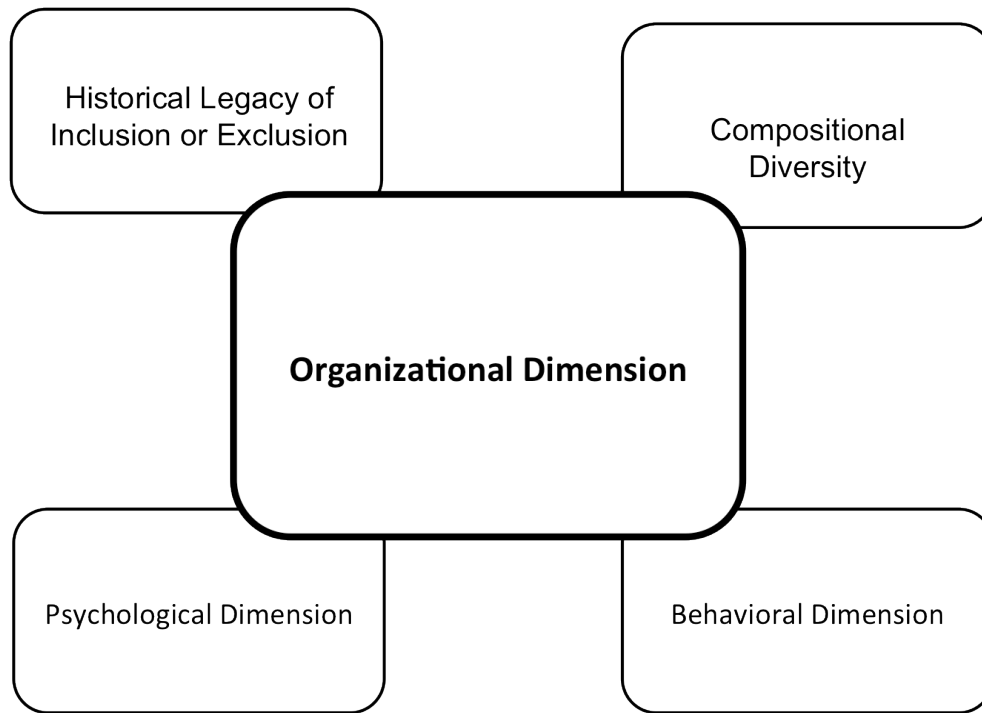 Historical Legacy of
Inclusion or Exclusion
Compositional
Diversity
Organizational Dimension
Psychological Dimension
Behavioral Dimension